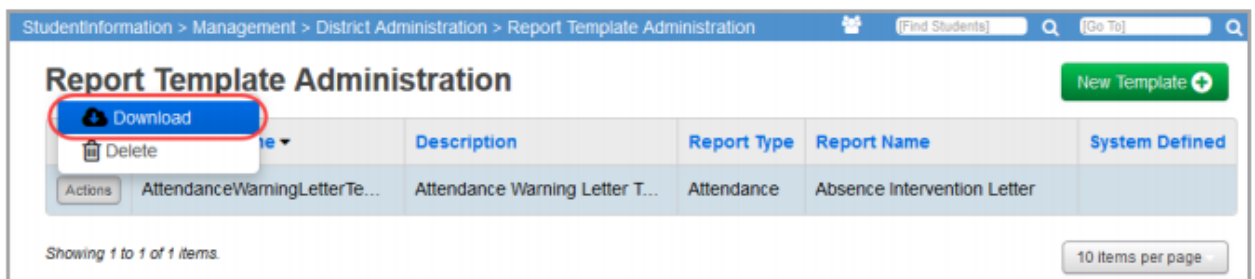 StudentInformation > Management > District Administration > Report Template Administration [Find Students] [Go To]
Report Template Administration
New Template
Download
Delete
Description Report Type Report Name System Defined
Actions AttendanceWarningLetterTe... Attendance Warning Letter T... Attendance Absence Intervention Letter
Showing 1 to 1 of 1 items.
10 items per page